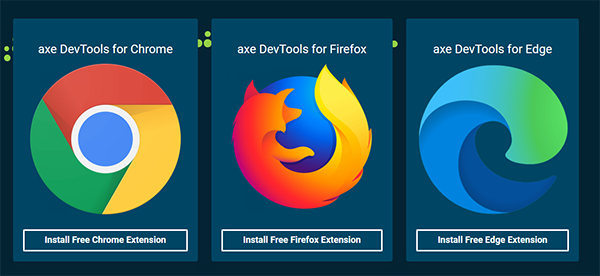 axe DevTools for Chrome
Install Free Chrome Extension
axe DevTools for Firefox
Install Free Firefox Extension
axe DevTools for Edge
Install Free Edge Extension